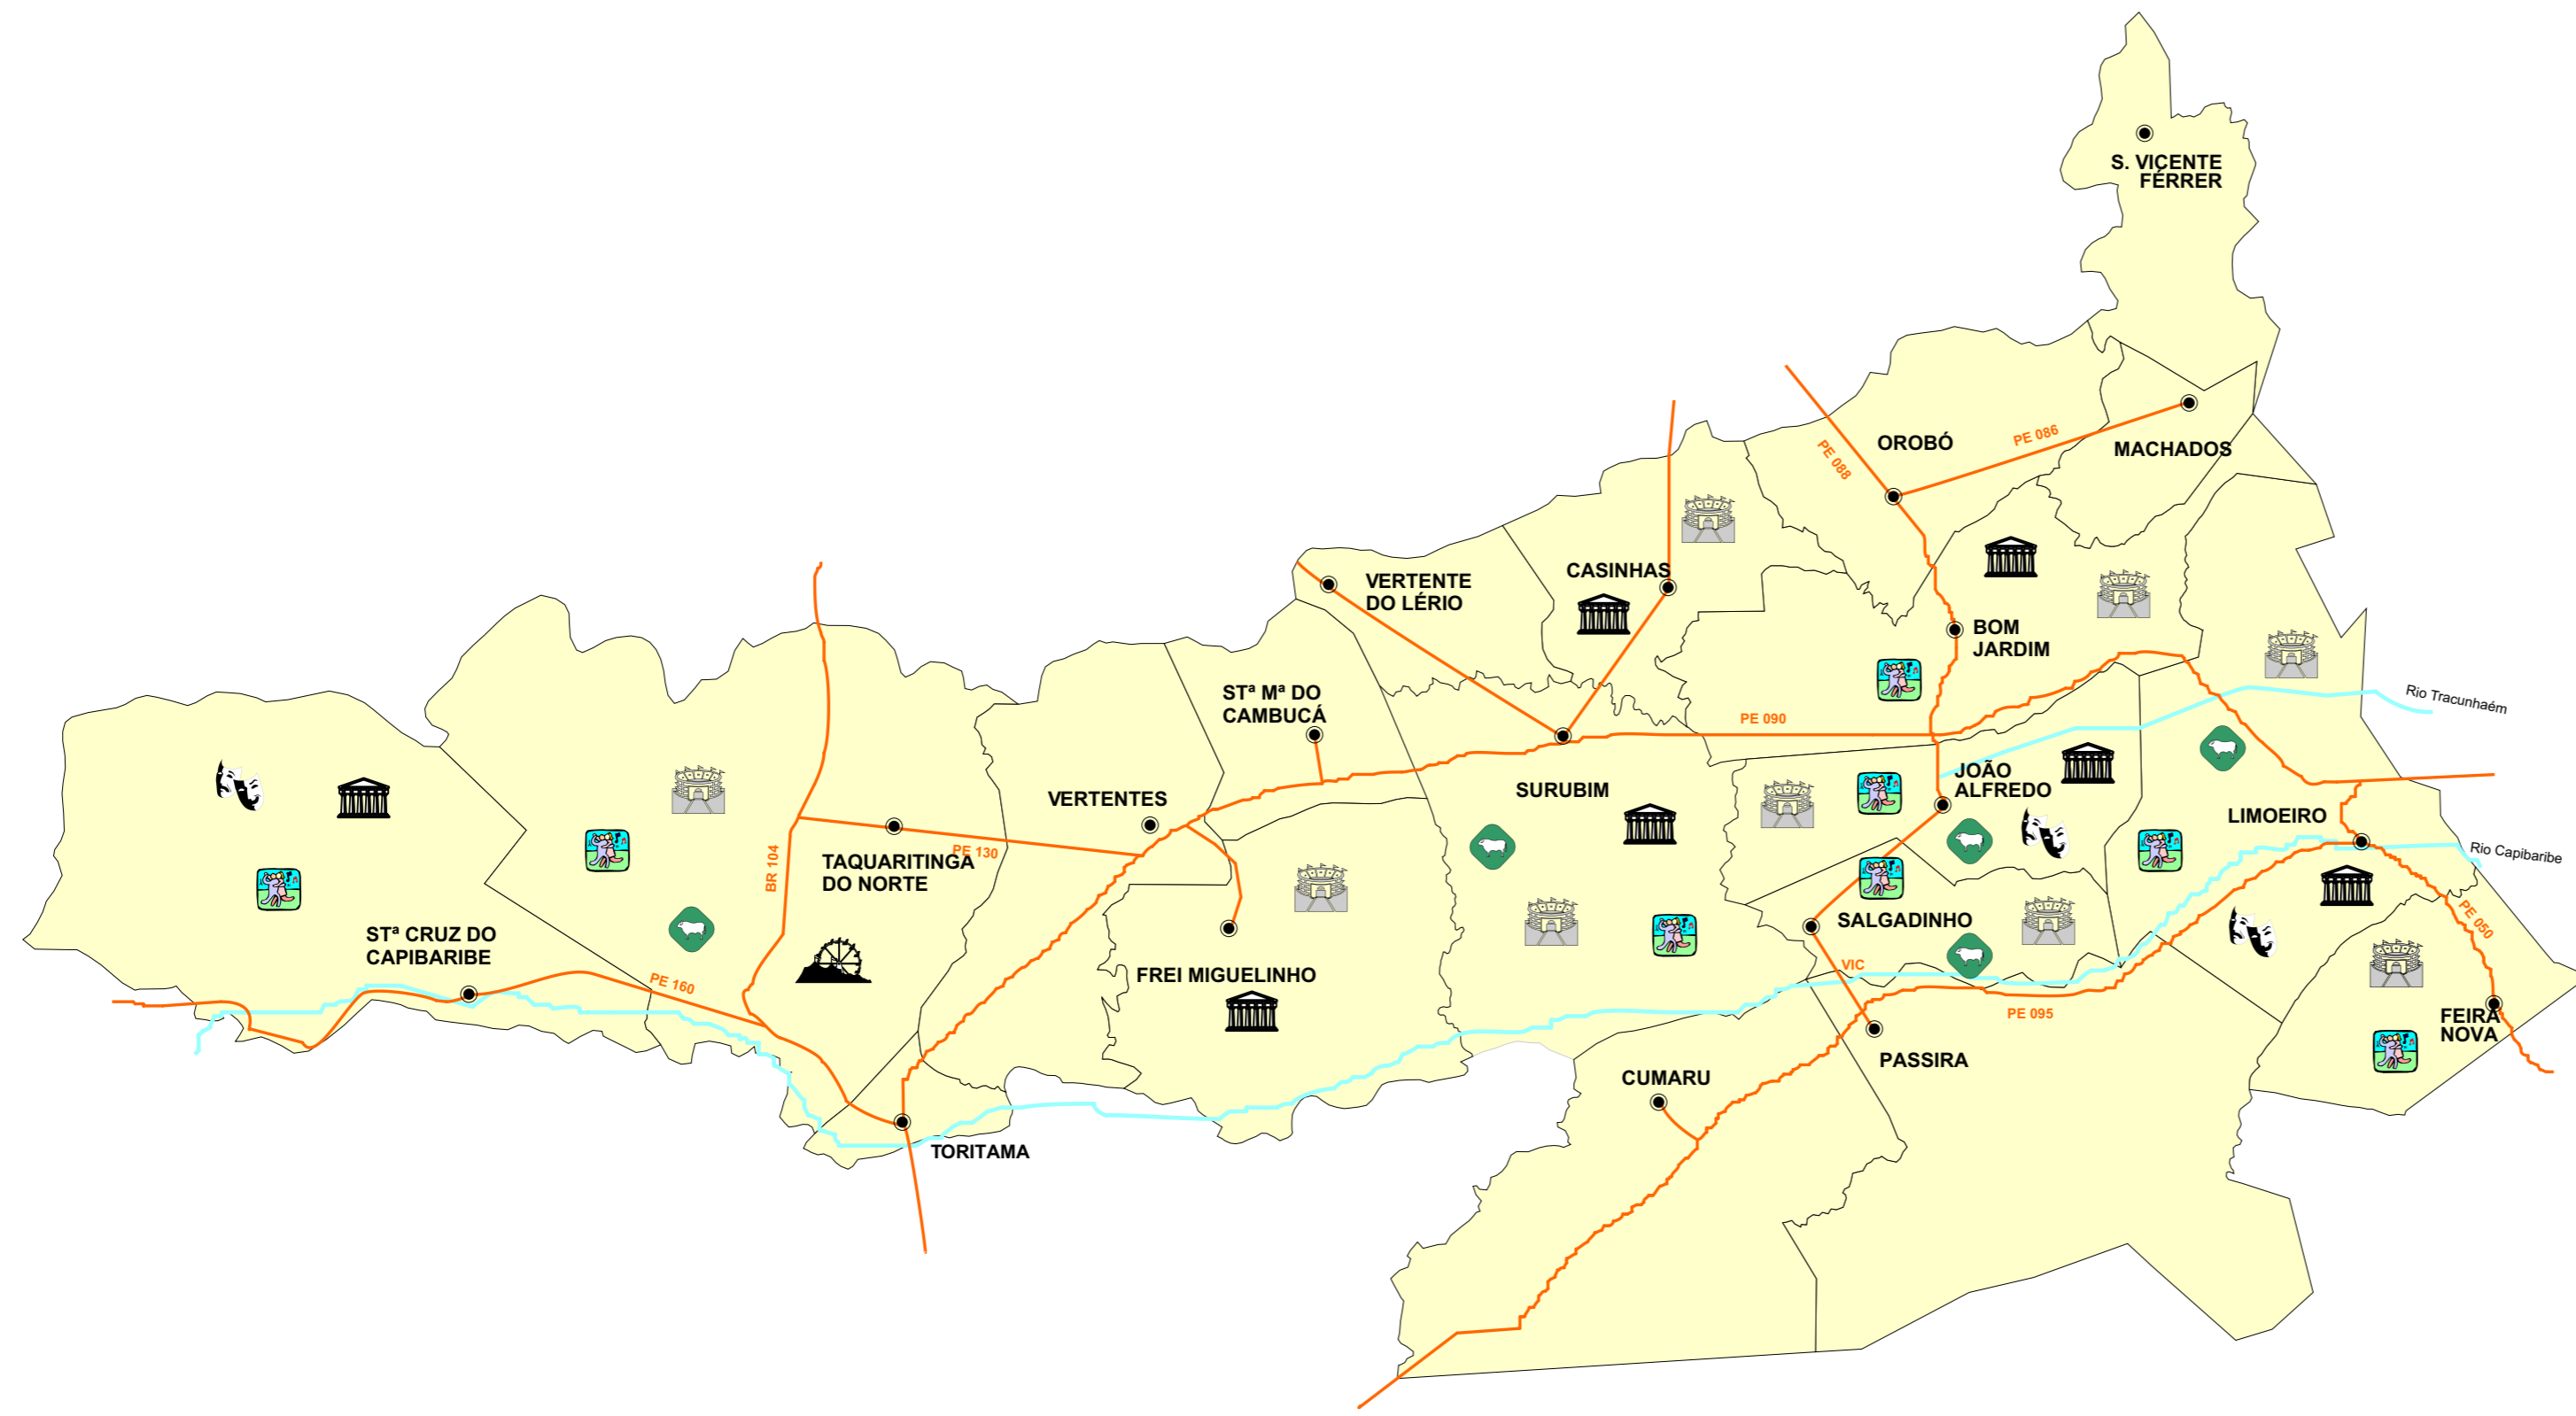 S. VIÇENTE
FÉRRER
OROBÓ
PE 086
PE 088
MACHADOS
CASINHAS
VERTENTE
DO LÉRIO
BOM
JARDIM
STª Mª DO
CAMBUCÁ
Rio Tracunhaém
PE 090
JOÃO
ALFREDO
SURUBIM
VERTENTES
LIMOEIRO
PE 130
BR 104
TAQUARITINGA
DO NORTE
Rio Capibaribe
SALGADINHO
PE 050
STª CRUZ DO
CAPIBARIBE
VIC
FREI MIGUELINHO
PE 160
PE 095
FEIRA
NOVA
PASSIRA
CUMARU
TORITAMA